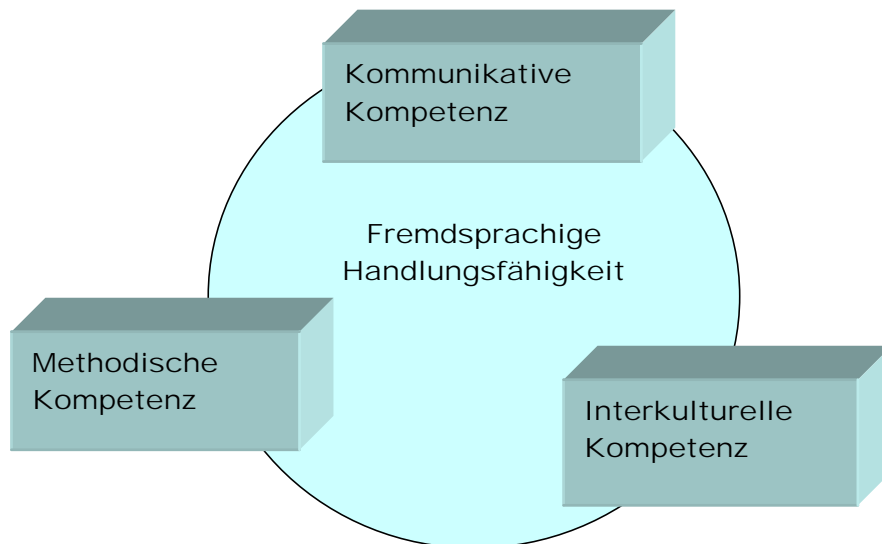 Kommunikative
Kompetenz
Fremdsprachige
Handlungsfähigkeit
Methodische
Kompetenz
Interkulturelle
Kompetenz